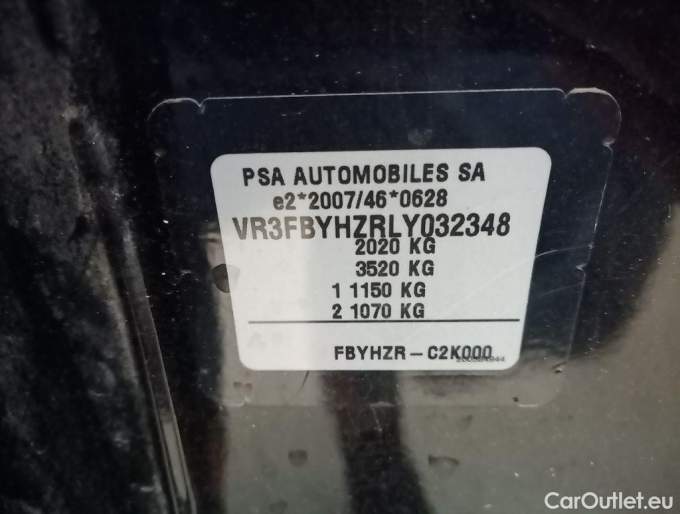 PSA AUTOMOBILES SA
e2*2007/46*0628
VR3FBYHZRLY032348
2020 KG
3520 KG
1 1150 KG
2 1070 KG
FBYHZR - C2K000
CarOutlet.eu